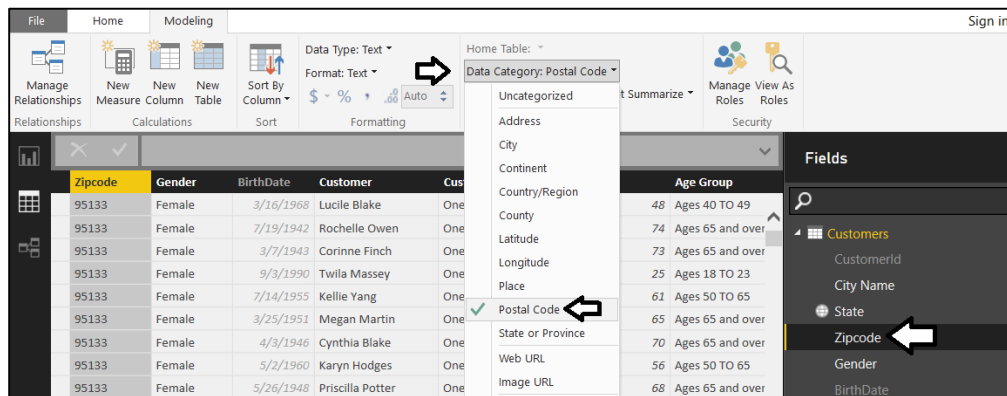 File Home Modeling Sign in
Manage Relationships
New Measure New Column New Table
Sort By Column
Data Type: Text
Format: Text
$ % , .00 Auto
Home Table:
Data Category: Postal Code
t Summarize
Manage Roles View As Roles
Relationships Calculations Sort Formatting Security
Uncategorized
Address
City
Continent
Country/Region
County
Latitude
Longitude
Place
Postal Code
State or Province
Web URL
Image URL
Zipcode Gender BirthDate Customer Cus Age Group
95133 Female 3/16/1968 Lucile Blake One 48 Ages 40 TO 49
95133 Female 7/19/1942 Rochelle Owen One 74 Ages 65 and over
95133 Female 3/7/1943 Corinne Finch One 73 Ages 65 and over
95133 Female 9/3/1990 Twila Massey One 25 Ages 18 TO 23
95133 Female 7/14/1955 Kellie Yang One 61 Ages 50 TO 65
95133 Female 3/25/1951 Megan Martin One 65 Ages 65 and over
95133 Female 4/3/1946 Cynthia Blake One 70 Ages 65 and over
95133 Female 5/2/1960 Karyn Hodges One 56 Ages 50 TO 65
95133 Female 5/26/1948 Priscilla Potter One 68 Ages 65 and over
Fields
Customers
CustomerId
City Name
State
Zipcode
Gender
BirthDate